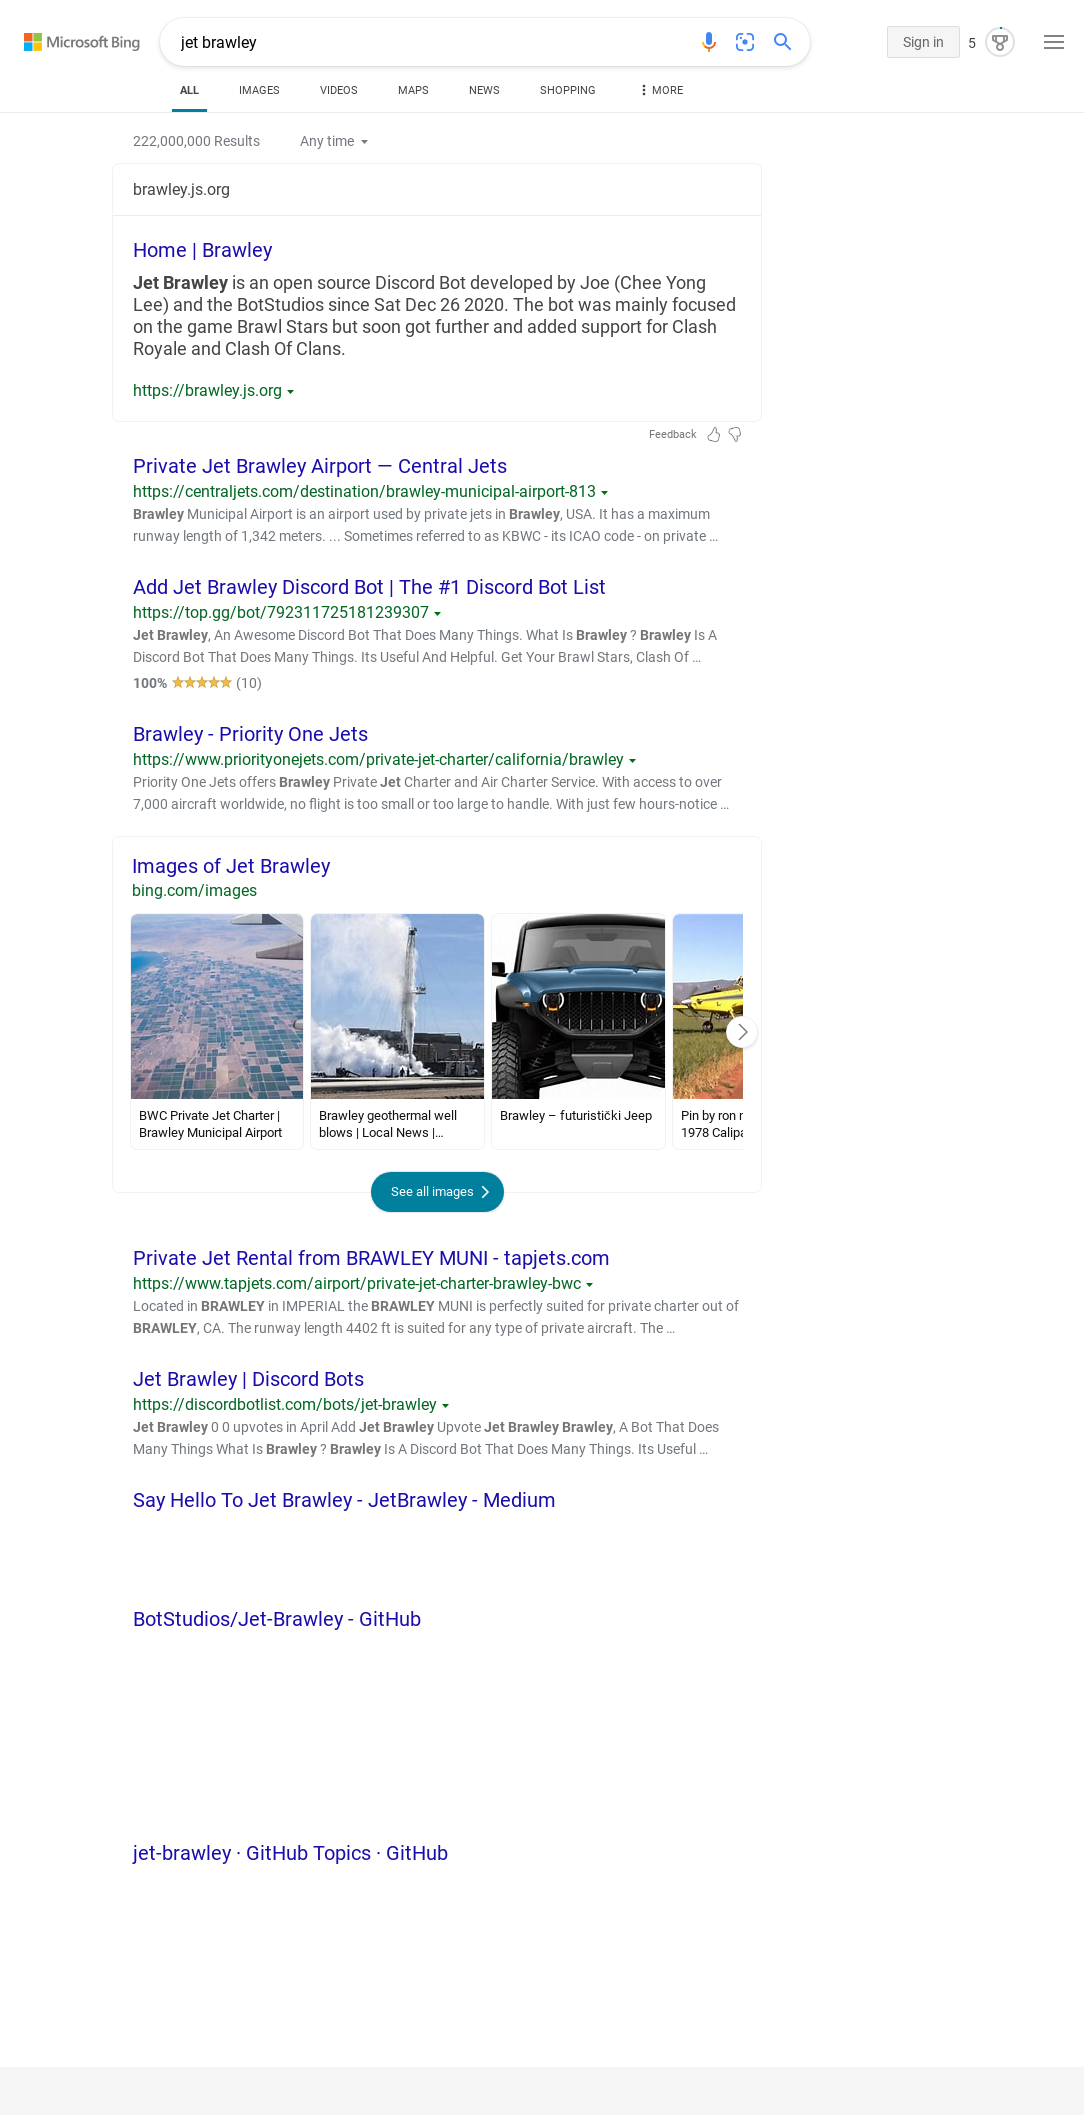 Microsoft Bing
jet brawley
Sign in
5
ALL
IMAGES
VIDEOS
MAPS
NEWS
SHOPPING
MORE
222,000,000 Results
Any time
brawley.js.org
Home | Brawley
Jet Brawley is an open source Discord Bot developed by Joe (Chee Yong
Lee) and the BotStudios since Sat Dec 26 2020. The bot was mainly focused
on the game Brawl Stars but soon got further and added support for Clash
Royale and Clash Of Clans.
https://brawley.js.org
Feedback
Private Jet Brawley Airport — Central Jets
https://centraljets.com/destination/brawley-municipal-airport-813
Brawley Municipal Airport is an airport used by private jets in Brawley, USA. It has a maximum
runway length of 1,342 meters. ... Sometimes referred to as KBWC - its ICAO code - on private …
Add Jet Brawley Discord Bot | The #1 Discord Bot List
https://top.gg/bot/792311725181239307
Jet Brawley, An Awesome Discord Bot That Does Many Things. What Is Brawley ? Brawley Is A
Discord Bot That Does Many Things. Its Useful And Helpful. Get Your Brawl Stars, Clash Of …
100% (10)
Brawley - Priority One Jets
https://www.priorityonejets.com/private-jet-charter/california/brawley
Priority One Jets offers Brawley Private Jet Charter and Air Charter Service. With access to over
7,000 aircraft worldwide, no flight is too small or too large to handle. With just few hours-notice …
Images of Jet Brawley
bing.com/images
Brawley
BWC Private Jet Charter |
Brawley Municipal Airport
Brawley geothermal well
blows | Local News |…
Brawley – futuristički Jeep
Pin by ron
1978
See all images
Private Jet Rental from BRAWLEY MUNI - tapjets.com
https://www.tapjets.com/airport/private-jet-charter-brawley-bwc
Located in BRAWLEY in IMPERIAL the BRAWLEY MUNI is perfectly suited for private charter out of
BRAWLEY, CA. The runway length 4402 ft is suited for any type of private aircraft. The …
Jet Brawley | Discord Bots
https://discordbotlist.com/bots/jet-brawley
Jet Brawley 0 0 upvotes in April Add Jet Brawley Upvote Jet Brawley Brawley, A Bot That Does
Many Things What Is Brawley ? Brawley Is A Discord Bot That Does Many Things. Its Useful …
Say Hello To Jet Brawley - JetBrawley - Medium
BotStudios/Jet-Brawley - GitHub
jet-brawley · GitHub Topics · GitHub